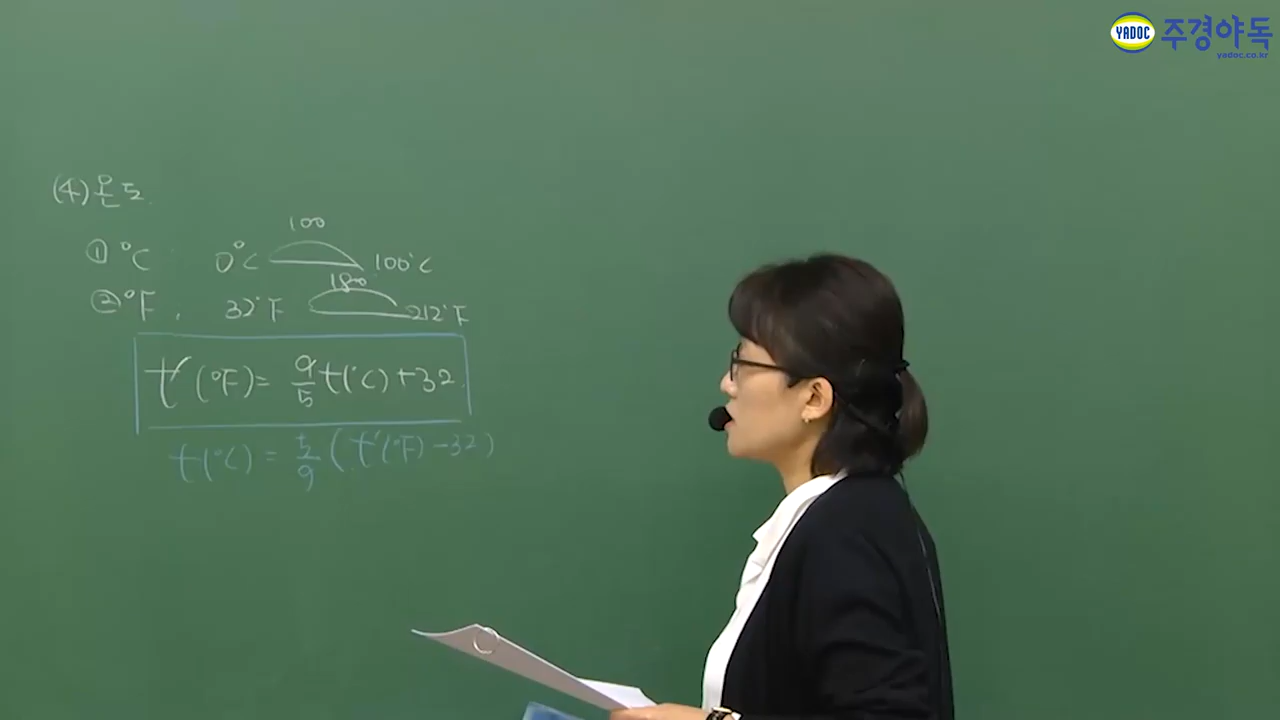 YADOC 주경야독
yadoc.co.kr
(4) 온도.
100
① ℃ : 0℃ 100℃
180
② ℉ , 32℉ 212℉
t'(℉) = 9/5 t(℃) + 32
t(℃) = 5/9 (t'(℉) - 32)